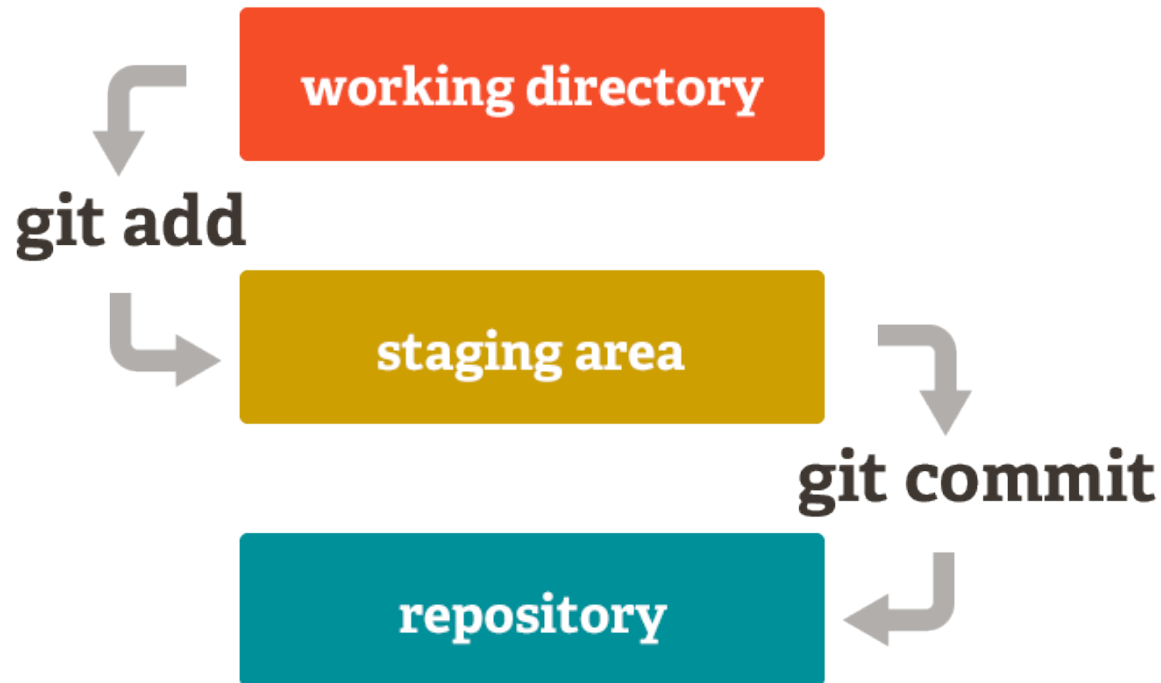 working directory
git add
staging area
git commit
repository